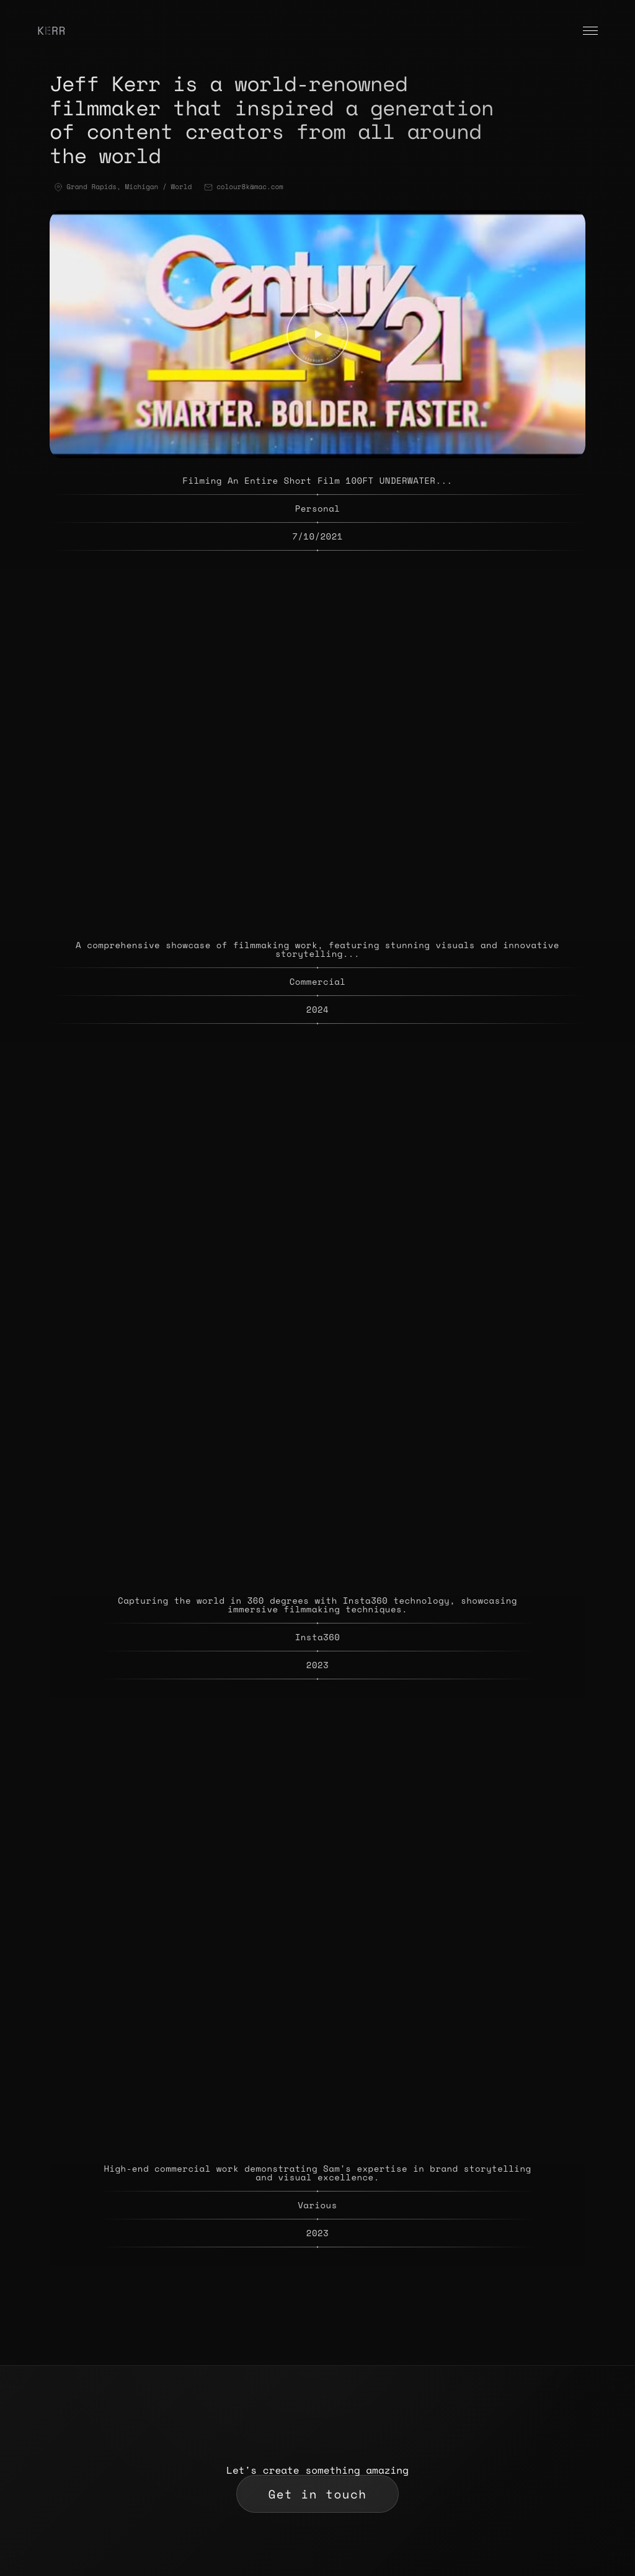 KERR
Jeff Kerr is a world-renowned
filmmaker that inspired a generation
of content creators from all around
the world
Grand Rapids, Michigan / World
Century
21
SMARTER. BOLDER. FASTER.®
Filming An Entire Short Film 100FT UNDERWATER...
Personal
7/10/2021
A comprehensive showcase of filmmaking work, featuring stunning visuals and innovative
storytelling...
Commercial
2024
Capturing the world in 360 degrees with Insta360 technology, showcasing
immersive filmmaking techniques.
Insta360
2023
High-end commercial work demonstrating Sam's expertise in brand storytelling
and visual excellence.
Various
2023
Let's create something amazing
Get in touch